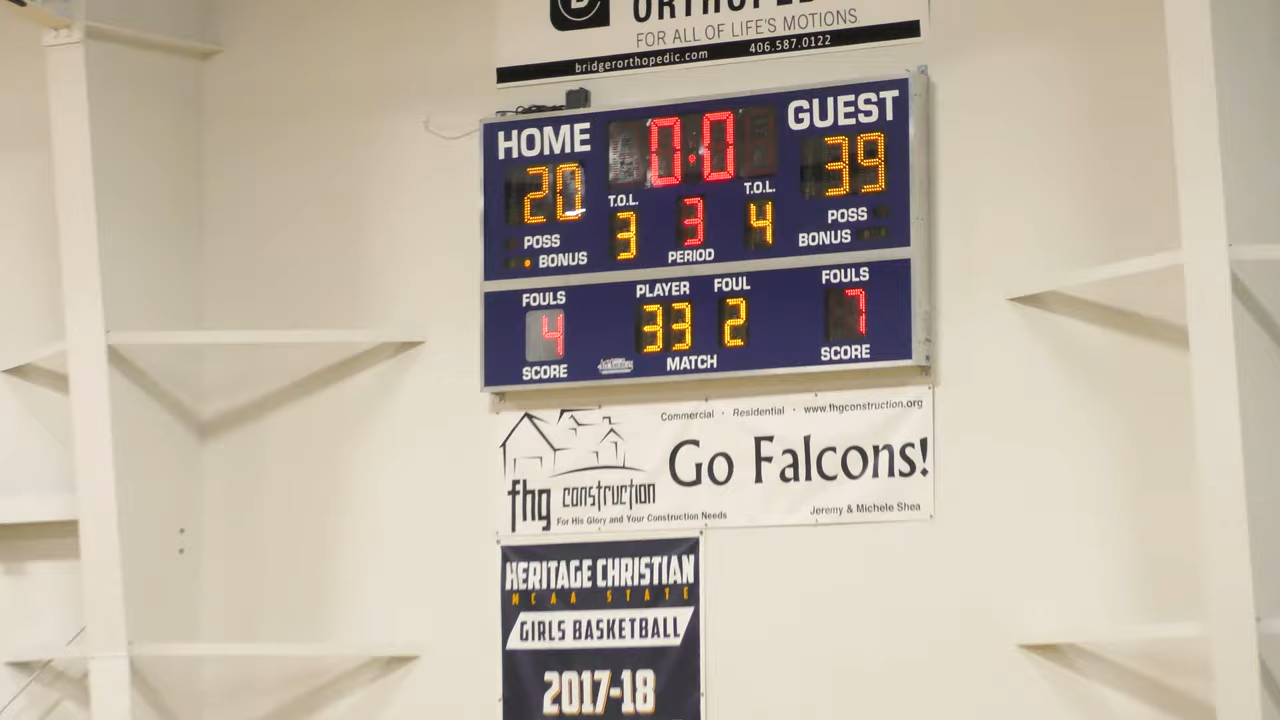 ORTHOPEDIC
FOR ALL OF LIFE'S MOTIONS.
bridgerorthopedic.com 406.587.0122
HOME 0.0 GUEST
20 39
T.O.L. T.O.L.
3 3 4
POSS PERIOD POSS
BONUS BONUS
FOULS PLAYER FOUL FOULS
4 33 2 7
SCORE MATCH SCORE
Commercial · Residential · www.fhgconstruction.org
Go Falcons!
fhg construction
For His Glory and Your Construction Needs
Jeremy & Michele Shea
HERITAGE CHRISTIAN
MCAA STATE
GIRLS BASKETBALL
2017-18